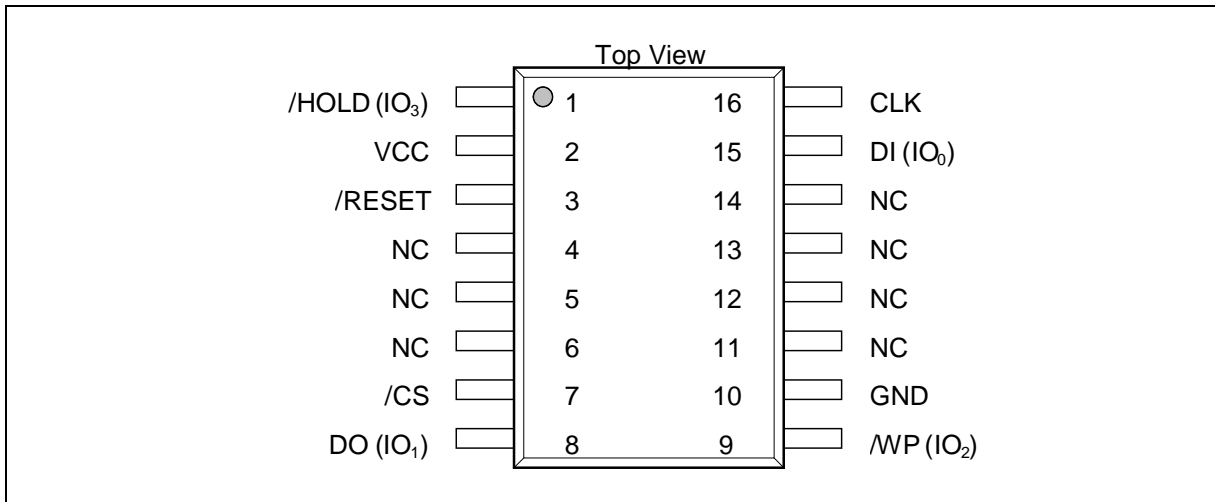 Top View
/HOLD (IO₃) 1 16 CLK
VCC 2 15 DI (IO₀)
/RESET 3 14 NC
NC 4 13 NC
NC 5 12 NC
NC 6 11 NC
/CS 7 10 GND
DO (IO₁) 8 9 /WP (IO₂)